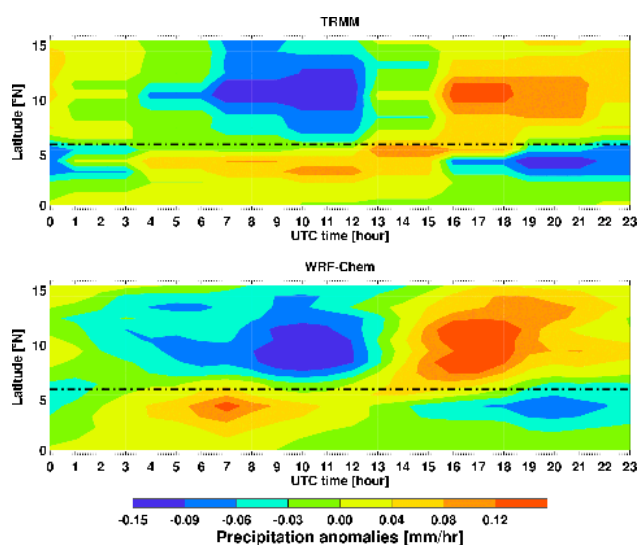 TRMM
15
10
5
0
Latitude [°N]
0 1 2 3 4 5 6 7 8 9 10 11 12 13 14 15 16 17 18 19 20 21 22 23
UTC time [hour]
WRF-Chem
15
10
5
0
Latitude [°N]
0 1 2 3 4 5 6 7 8 9 10 11 12 13 14 15 16 17 18 19 20 21 22 23
UTC time [hour]
-0.15 -0.09 -0.06 -0.03 0.00 0.04 0.08 0.12
Precipitation anomalies [mm/hr]